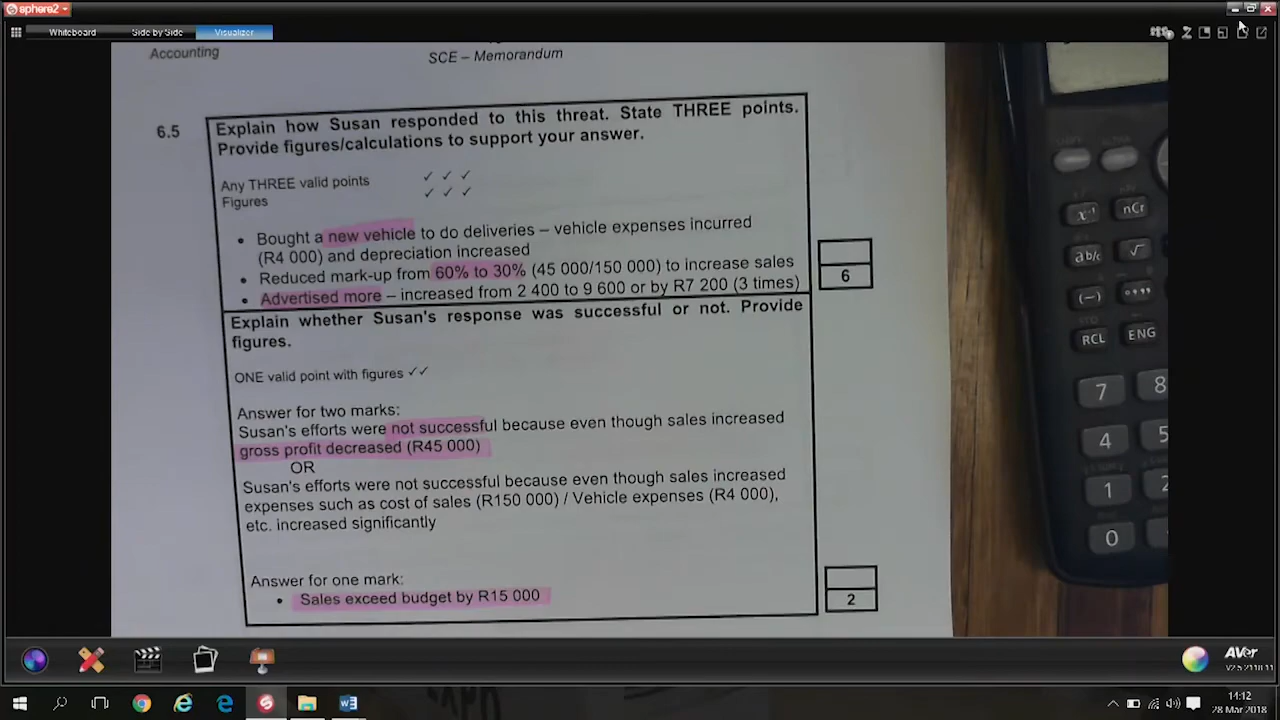 sphere2
Whiteboard Side by Side Visualizer
Accounting
SCE – Memorandum
6.5 Explain how Susan responded to this threat. State THREE points.
Provide figures/calculations to support your answer.
Any THREE valid points ✓ ✓ ✓
Figures ✓ ✓ ✓
• Bought a new vehicle to do deliveries – vehicle expenses incurred
(R4 000) and depreciation increased
• Reduced mark-up from 60% to 30% (45 000/150 000) to increase sales
• Advertised more – increased from 2 400 to 9 600 or by R7 200 (3 times)
6
Explain whether Susan's response was successful or not. Provide
figures.
ONE valid point with figures ✓✓
Answer for two marks:
Susan's efforts were not successful because even though sales increased
gross profit decreased (R45 000)
OR
Susan's efforts were not successful because even though sales increased
expenses such as cost of sales (R150 000) / Vehicle expenses (R4 000),
etc. increased significantly
Answer for one mark:
• Sales exceed budget by R15 000
2
SHIFT ALPHA
x⁻¹ nCr
ab/c √
(–) °’”
RCL ENG
7 8
4 5
1 2
0
AVer
11:12
28 Mar 2018